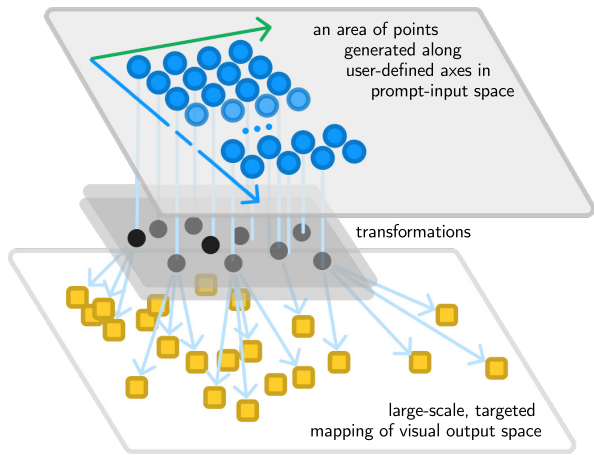 an area of points
generated along
user-defined axes in
prompt-input space
transformations
large-scale, targeted
mapping of visual output space